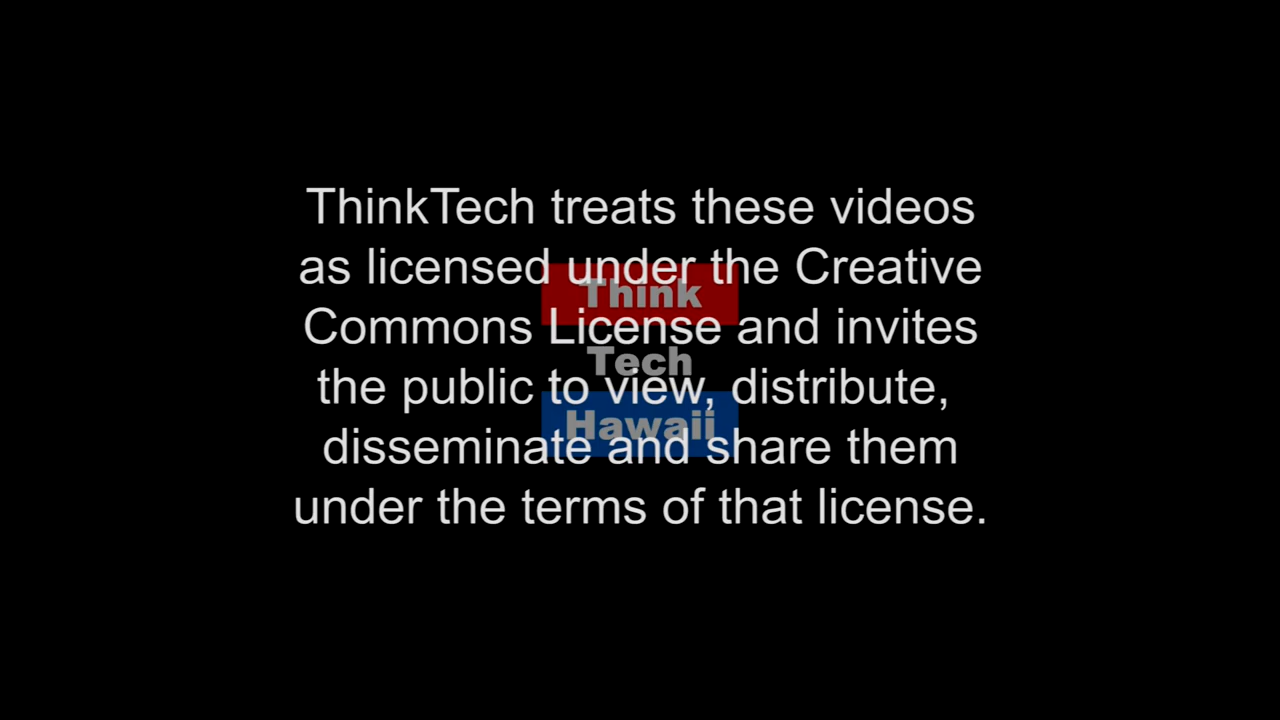 ThinkTech treats these videos
as licensed under the Creative
Think
Commons License and invites
Tech
the public to view, distribute,
Hawaii
disseminate and share them
under the terms of that license.